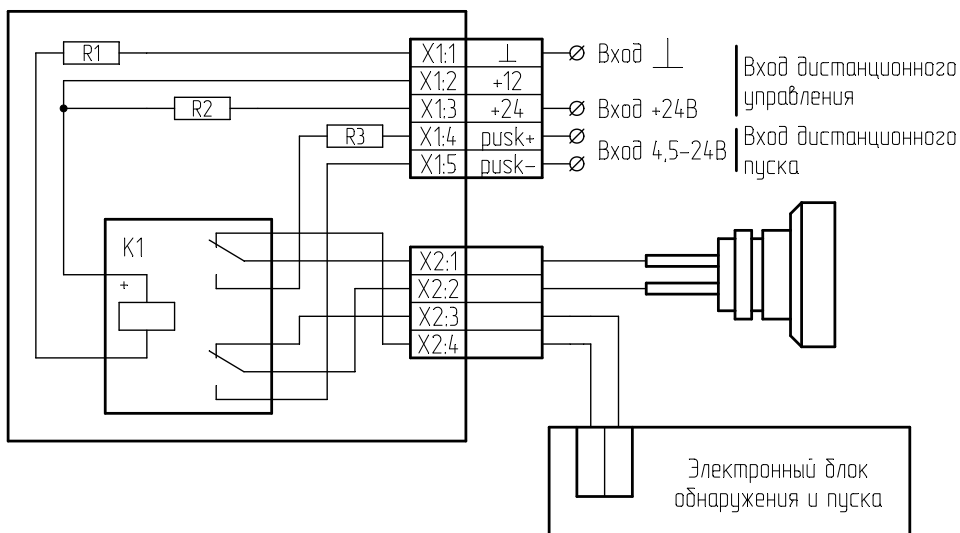 R1
R2
R3
X1:1 ⊥
X1:2 +12
X1:3 +24
X1:4 pusk+
X1:5 pusk–
Вход ⊥
Вход +24В
Вход 4,5–24В
Вход дистанционного
управления
Вход дистанционного
пуска
K1
+
X2:1
X2:2
X2:3
X2:4
Электронный блок
обнаружения и пуска